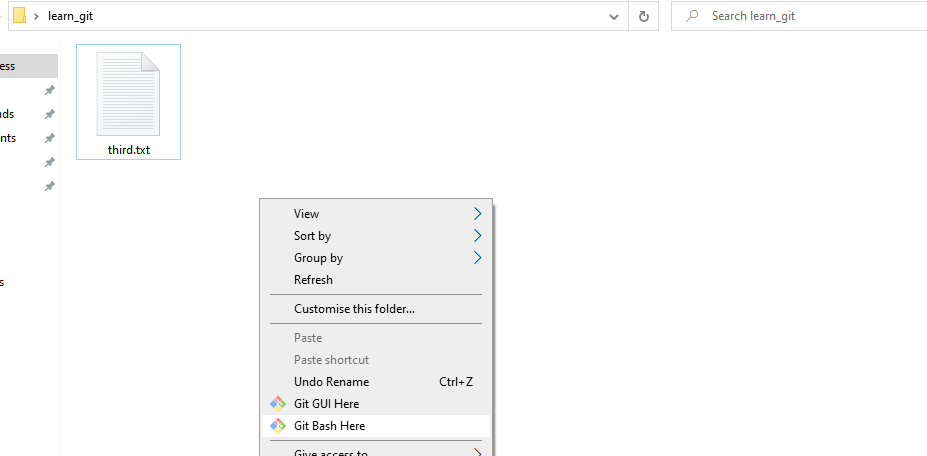 learn_git
Search learn_git
ess
ads
nts
s
third.txt
View
Sort by
Group by
Refresh
Customise this folder...
Paste
Paste shortcut
Undo Rename Ctrl+Z
Git GUI Here
Git Bash Here
Give access to